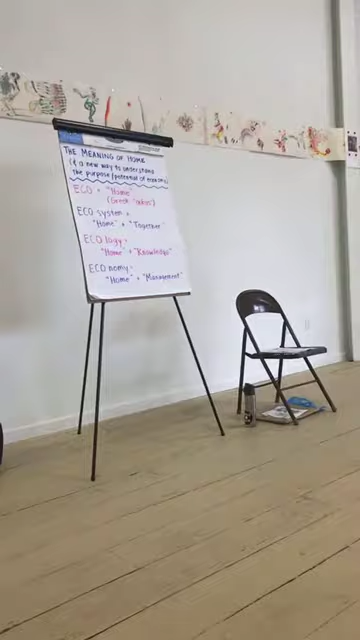 THE MEANING OF HOME
(& a new way to understand
the purpose/potential of economy)
ECO = "Home"
(Greek "oikos")
ECO system =
"Home" + "Together"
ECO logy =
"Home" + "Knowledge"
ECO nomy =
"Home" + "Management"